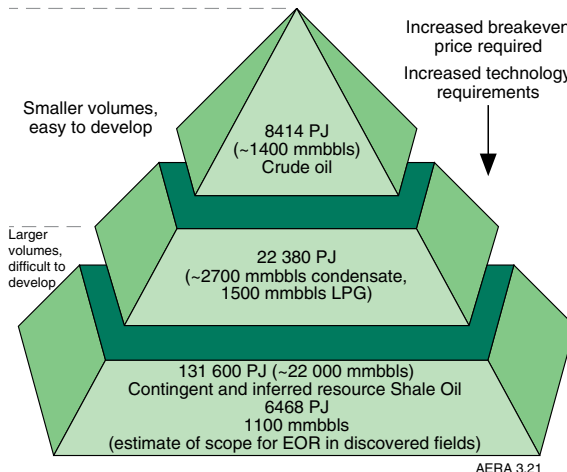 Increased breakeven
price required
Increased technology
requirements
Smaller volumes,
easy to develop
8414 PJ
(~1400 mmbbls)
Crude oil
Larger
volumes,
difficult to
develop
22 380 PJ
(~2700 mmbbls condensate,
1500 mmbbls LPG)
131 600 PJ (~22 000 mmbbls)
Contingent and inferred resource Shale Oil
6468 PJ
1100 mmbbls
(estimate of scope for EOR in discovered fields)
AERA 3.21